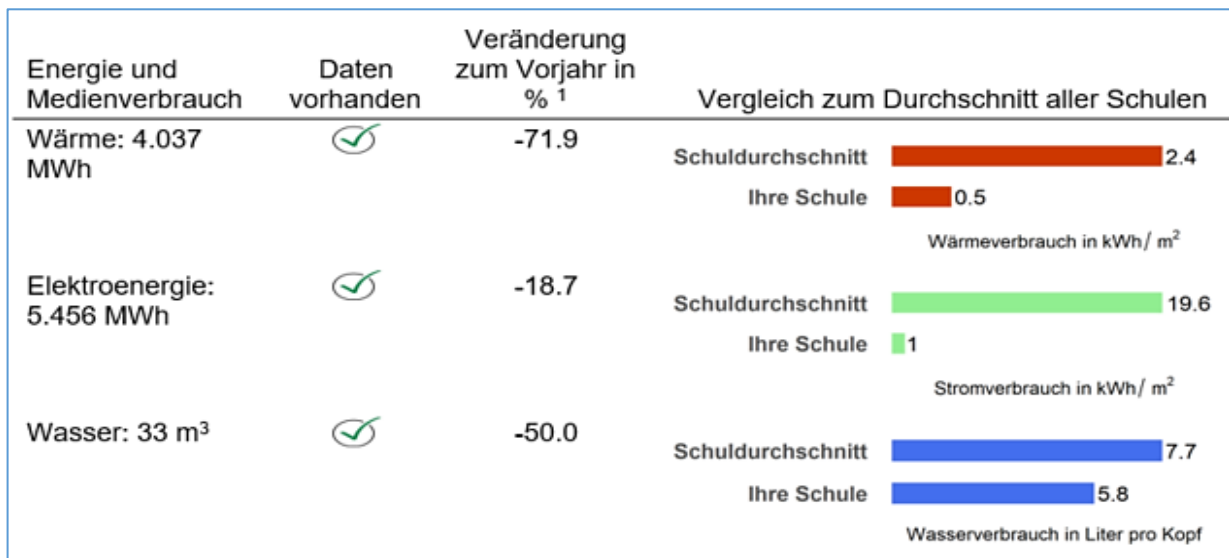 Energie und
Medienverbrauch
Daten
vorhanden
Veränderung
zum Vorjahr in
% ¹
Vergleich zum Durchschnitt aller Schulen
Wärme: 4.037
MWh
-71.9
Schuldurchschnitt 2.4
Ihre Schule 0.5
Wärmeverbrauch in kWh/ m²
Elektroenergie:
5.456 MWh
-18.7
Schuldurchschnitt 19.6
Ihre Schule 1
Stromverbrauch in kWh/ m²
Wasser: 33 m³
-50.0
Schuldurchschnitt 7.7
Ihre Schule 5.8
Wasserverbrauch in Liter pro Kopf